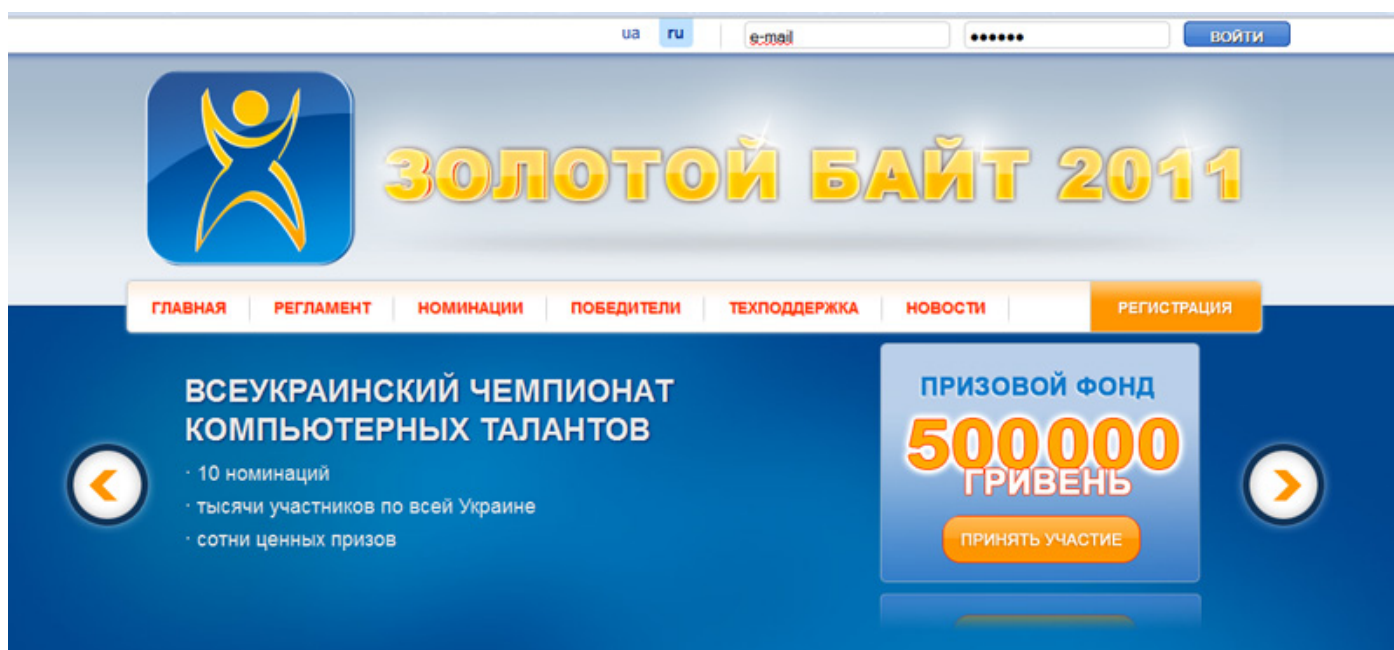 ua ru e-mail •••••• ВОЙТИ
ЗОЛОТОЙ БАЙТ 2011
ГЛАВНАЯ РЕГЛАМЕНТ НОМИНАЦИИ ПОБЕДИТЕЛИ ТЕХПОДДЕРЖКА НОВОСТИ РЕГИСТРАЦИЯ
ВСЕУКРАИНСКИЙ ЧЕМПИОНАТ
КОМПЬЮТЕРНЫХ ТАЛАНТОВ
· 10 номинаций
· тысячи участников по всей Украине
· сотни ценных призов
ПРИЗОВОЙ ФОНД
500000
ГРИВЕНЬ
ПРИНЯТЬ УЧАСТИЕ